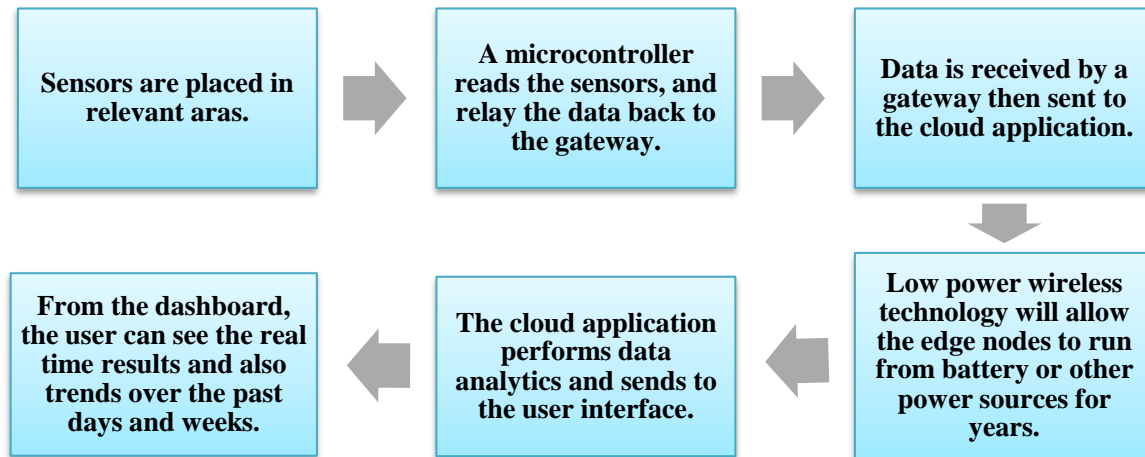 Sensors are placed in
relevant aras.
A microcontroller
reads the sensors, and
relay the data back to
the gateway.
Data is received by a
gateway then sent to
the cloud application.
Low power wireless
technology will allow
the edge nodes to run
from battery or other
power sources for
years.
The cloud application
performs data
analytics and sends to
the user interface.
From the dashboard,
the user can see the real
time results and also
trends over the past
days and weeks.